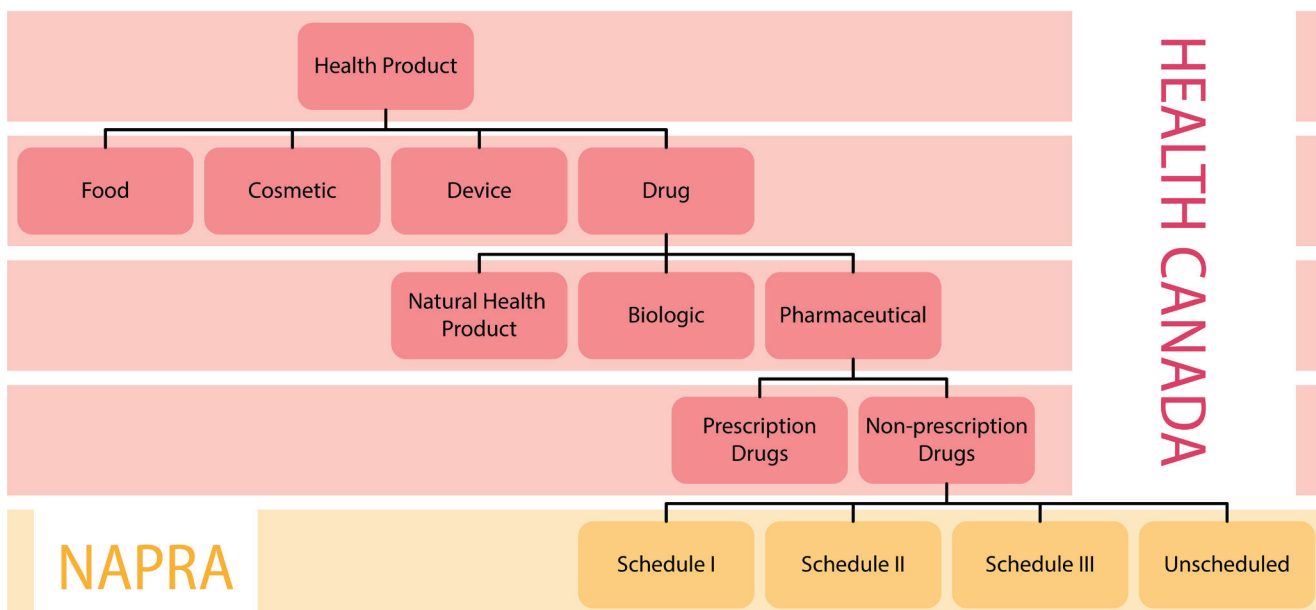 Health Product
HEALTH CANADA
Food
Cosmetic
Device
Drug
Natural Health
Product
Biologic
Pharmaceutical
Prescription
Drugs
Non-prescription
Drugs
NAPRA
Schedule I
Schedule II
Schedule III
Unscheduled